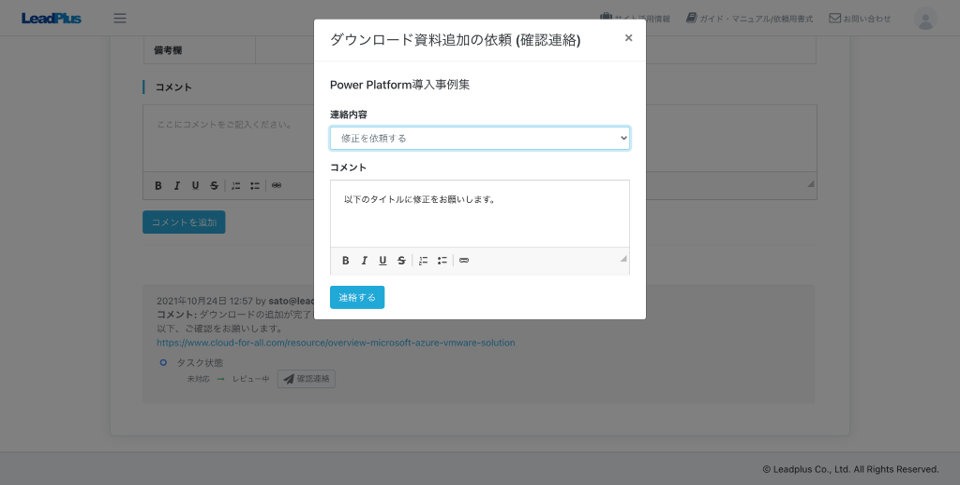 LeadPlus
サイト活用情報
ガイド・マニュアル/依頼用書式
お問い合わせ
備考欄
コメント
ここにコメントをご記入ください。
B I U S
コメントを追加
ダウンロード資料追加の依頼 (確認連絡)
×
Power Platform導入事例集
連絡内容
修正を依頼する
コメント
以下のタイトルに修正をお願いします。
B I U S
連絡する
2021年10月24日 12:57 by sato@lead
コメント: ダウンロードの追加が完了
以下、ご確認をお願いします。
https://www.cloud-for-all.com/resource/overview-microsoft-azure-vmware-solution
タスク状態
未対応 → レビュー中 確認連絡
© Leadplus Co., Ltd. All Rights Reserved.